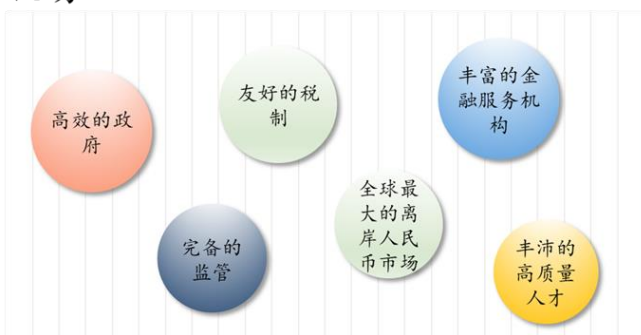 高效的政
府
友好的税
制
丰富的金
融服务机
构
完备的
监管
全球最
大的离
岸人民
币市场
丰沛的
高质量
人才